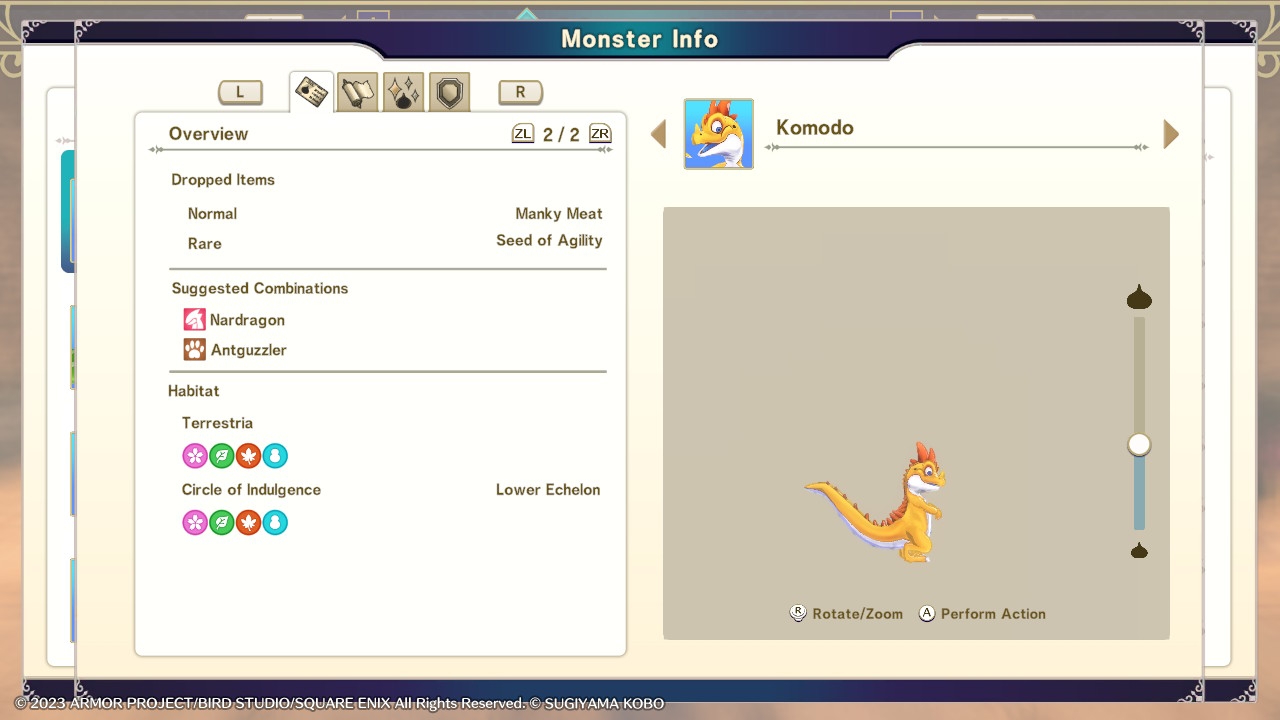 Monster Info
L
R
Overview
ZL 2 / 2 ZR
Dropped Items
Normal Manky Meat
Rare Seed of Agility
Suggested Combinations
Nardragon
Antguzzler
Habitat
Terrestria
Circle of Indulgence Lower Echelon
Komodo
R Rotate/Zoom A Perform Action
© 2023 ARMOR PROJECT/BIRD STUDIO/SQUARE ENIX All Rights Reserved. © SUGIYAMA KOBO